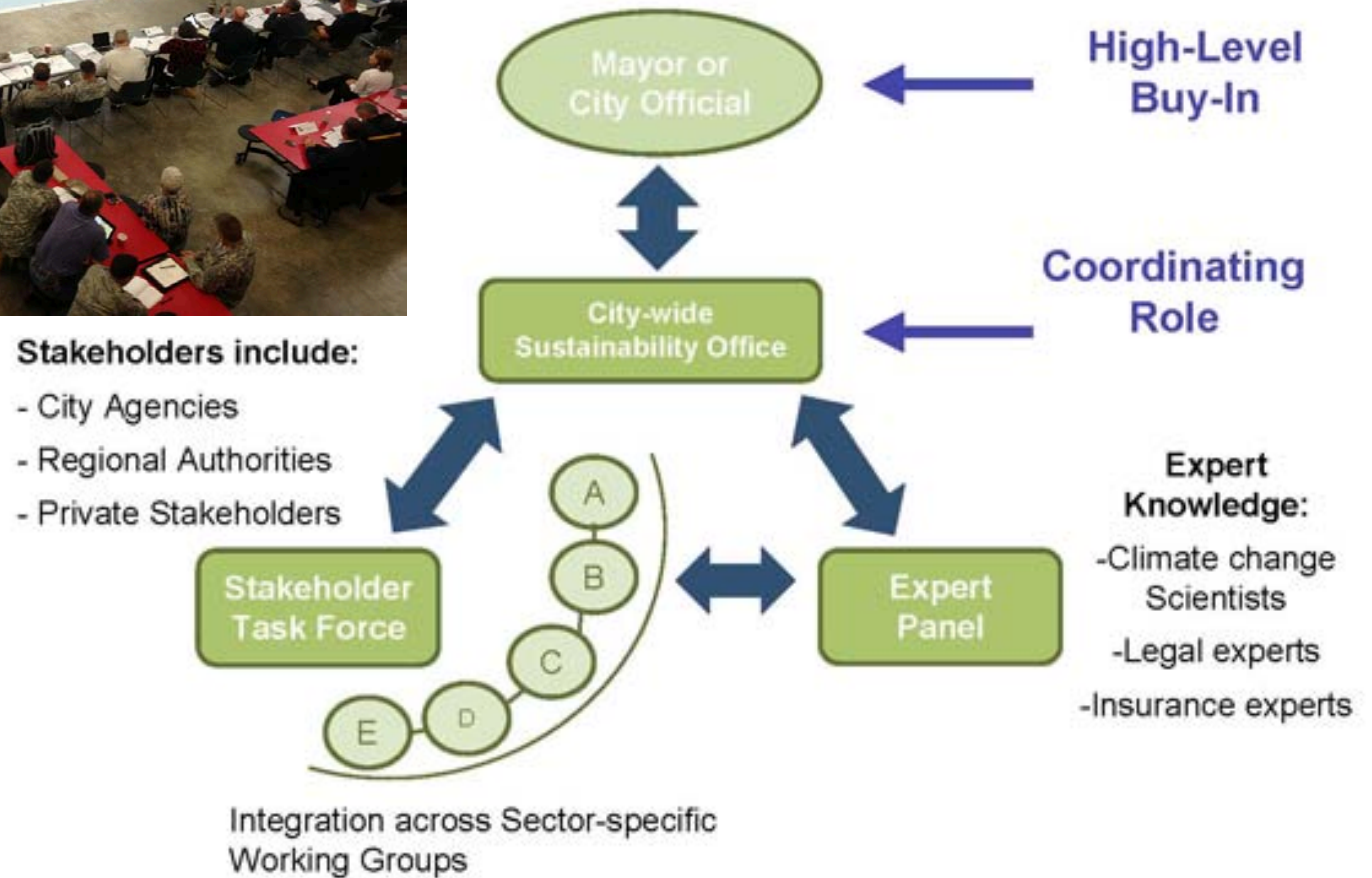 Mayor or
City Official
High-Level
Buy-In
City-wide
Sustainability Office
Coordinating
Role
Stakeholders include:
- City Agencies
- Regional Authorities
- Private Stakeholders
Stakeholder
Task Force
A
B
C
D
E
Expert
Panel
Expert
Knowledge:
-Climate change
Scientists
-Legal experts
-Insurance experts
Integration across Sector-specific
Working Groups